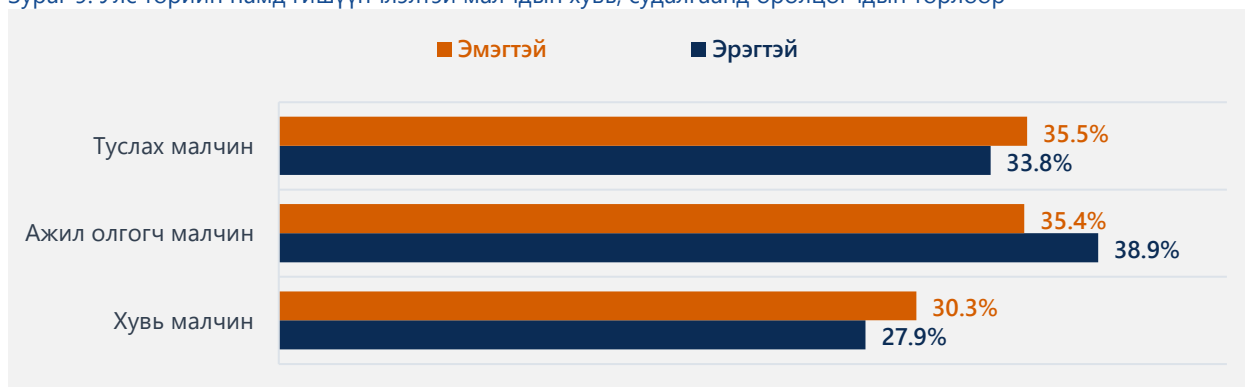 Эмэгтэй Эрэгтэй
Туслах малчин 35.5%
33.8%
Ажил олгогч малчин 35.4%
38.9%
Хувь малчин 30.3%
27.9%